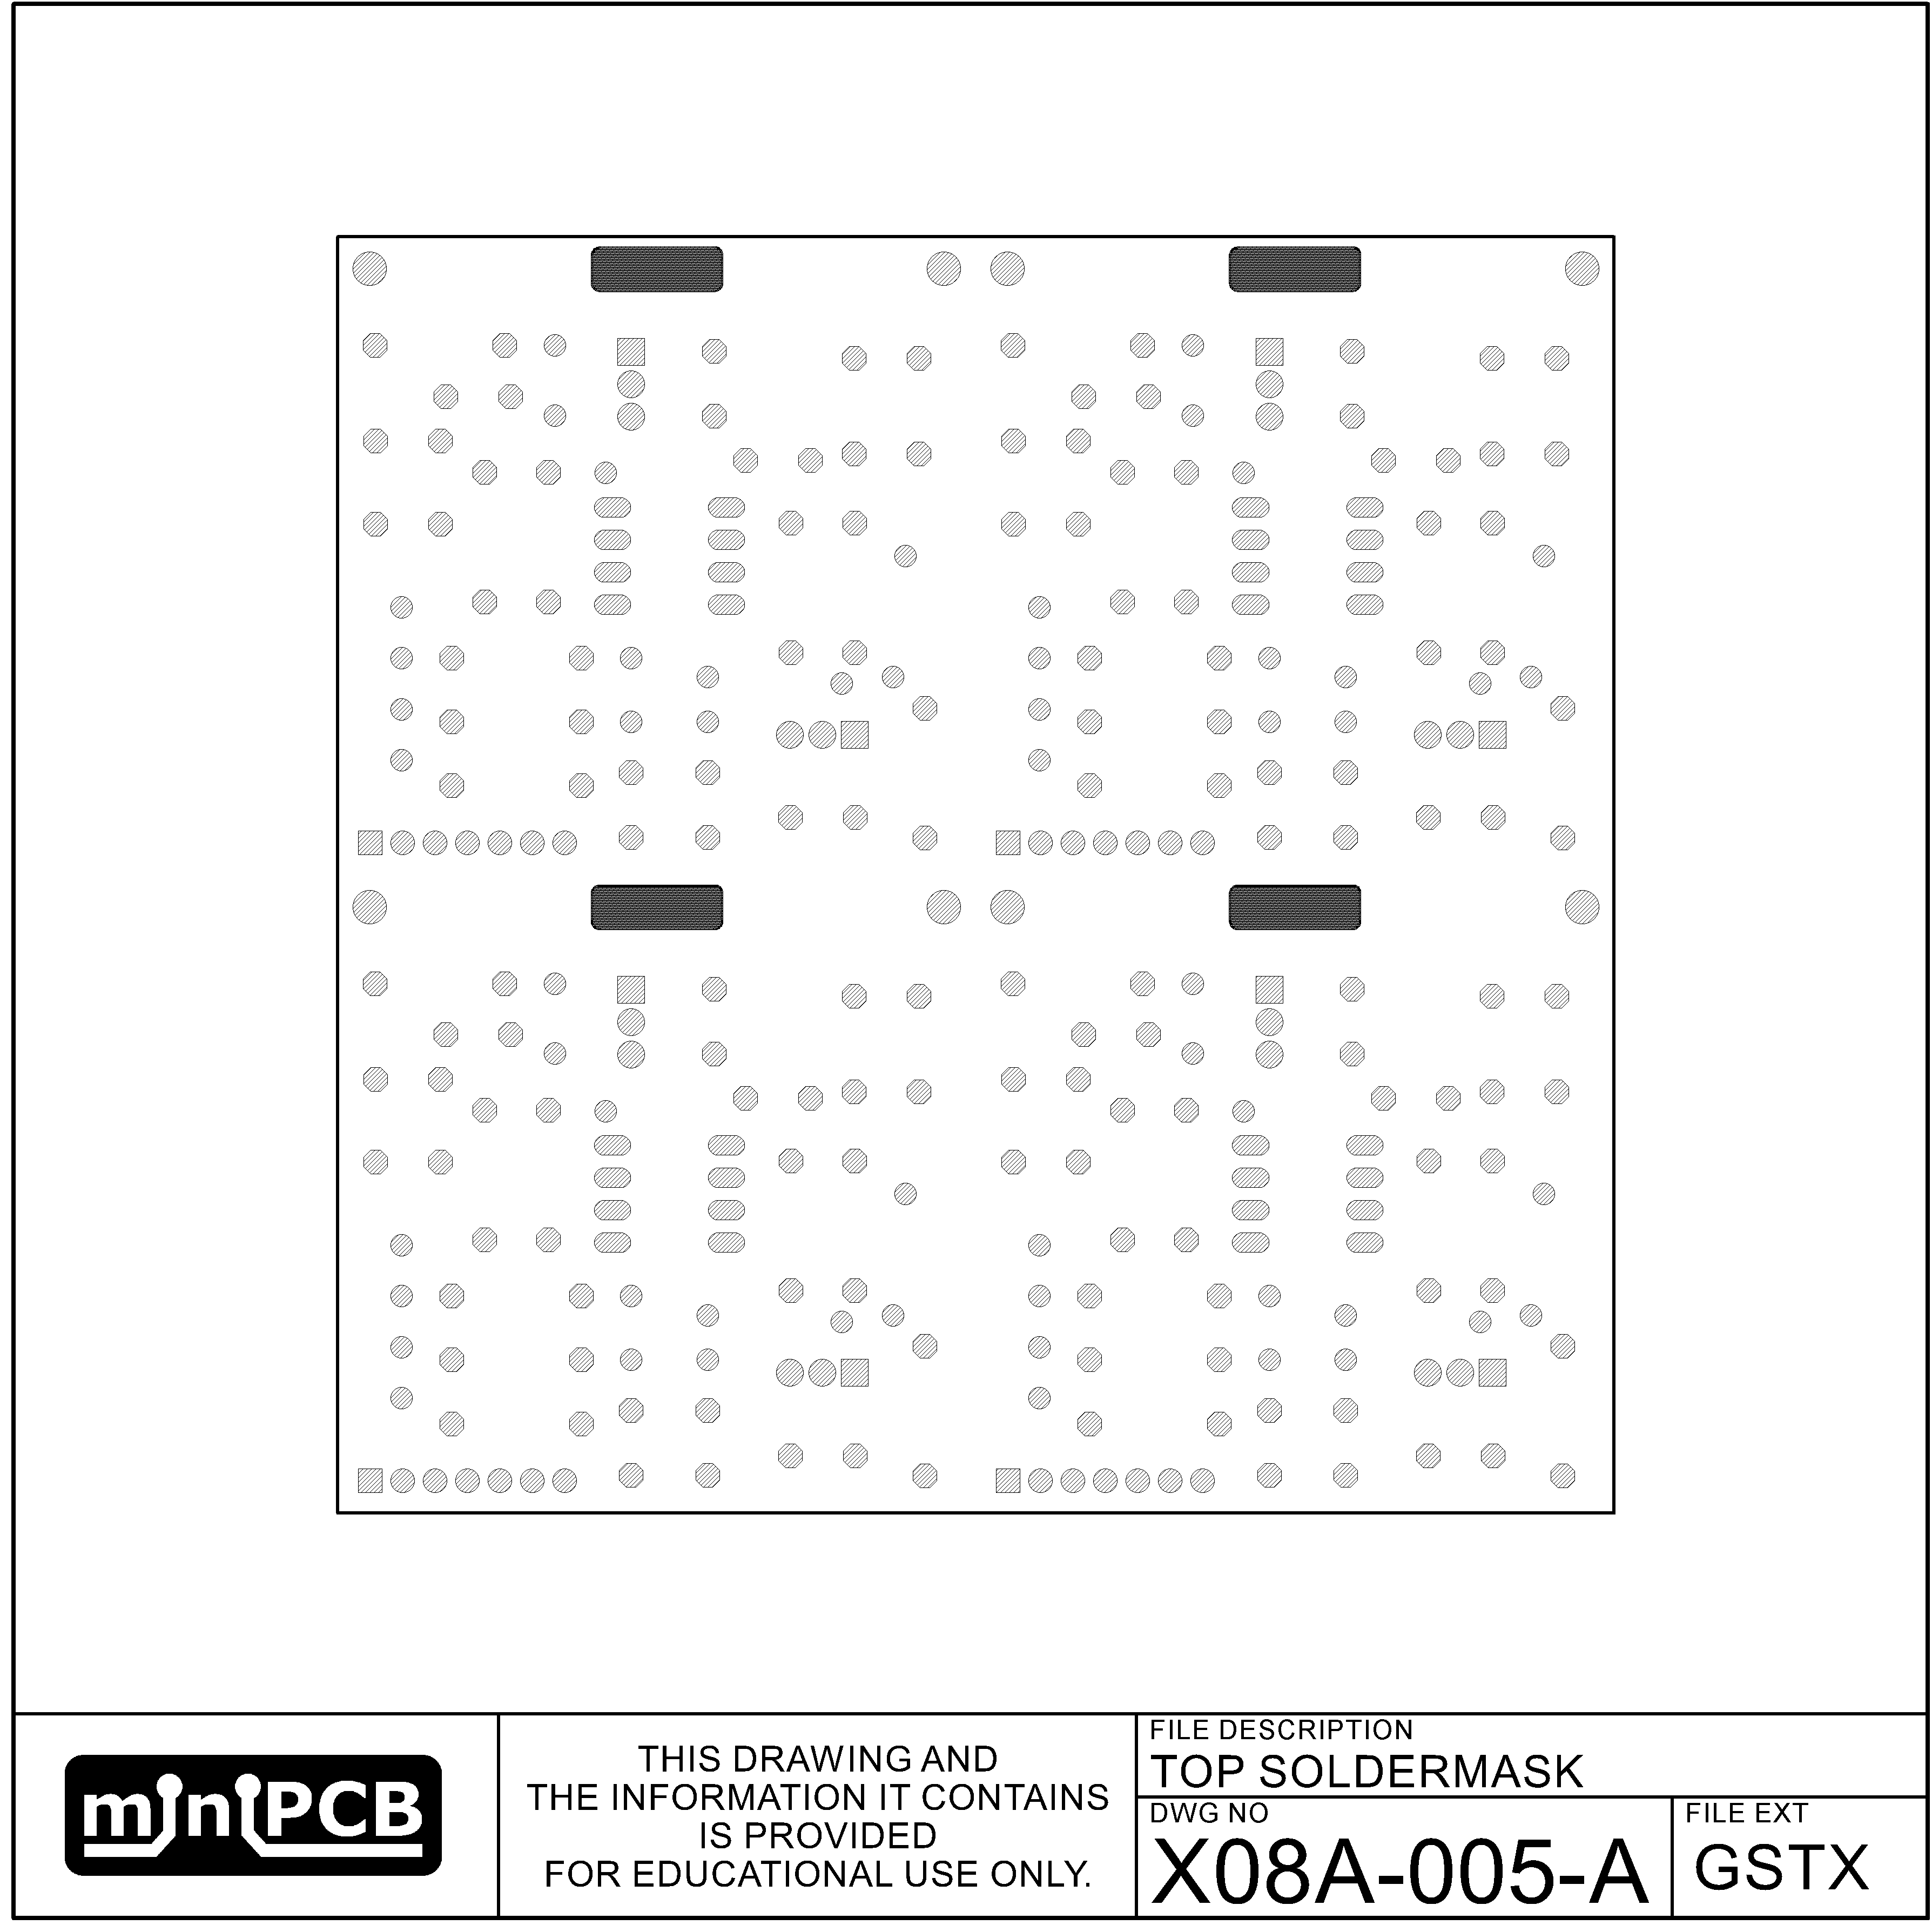 miniPCB
THIS DRAWING AND
THE INFORMATION IT CONTAINS
IS PROVIDED
FOR EDUCATIONAL USE ONLY.
FILE DESCRIPTION
TOP SOLDERMASK
DWG NO
X08A-005-A
FILE EXT
GSTX